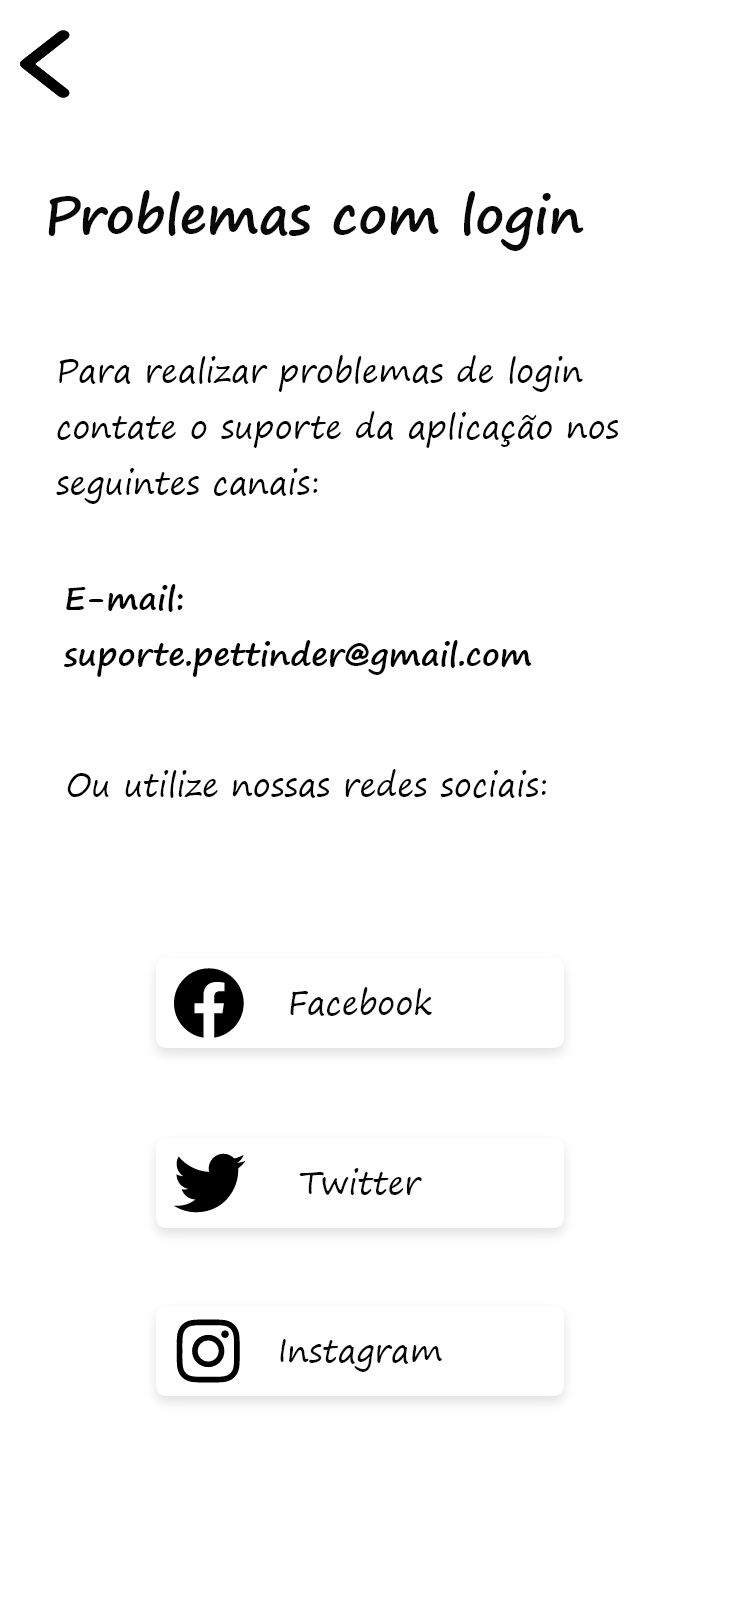 Problemas com login
Para realizar problemas de login
contate o suporte da aplicação nos
seguintes canais:
E-mail:
suporte.pettinder@gmail.com
Ou utilize nossas redes sociais:
Facebook
Twitter
Instagram